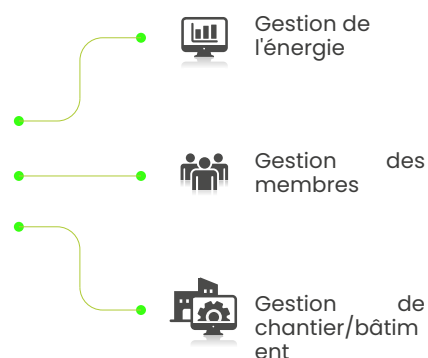 Gestion de
l'énergie
Gestion des
membres
Gestion de
chantier/bâtim
ent